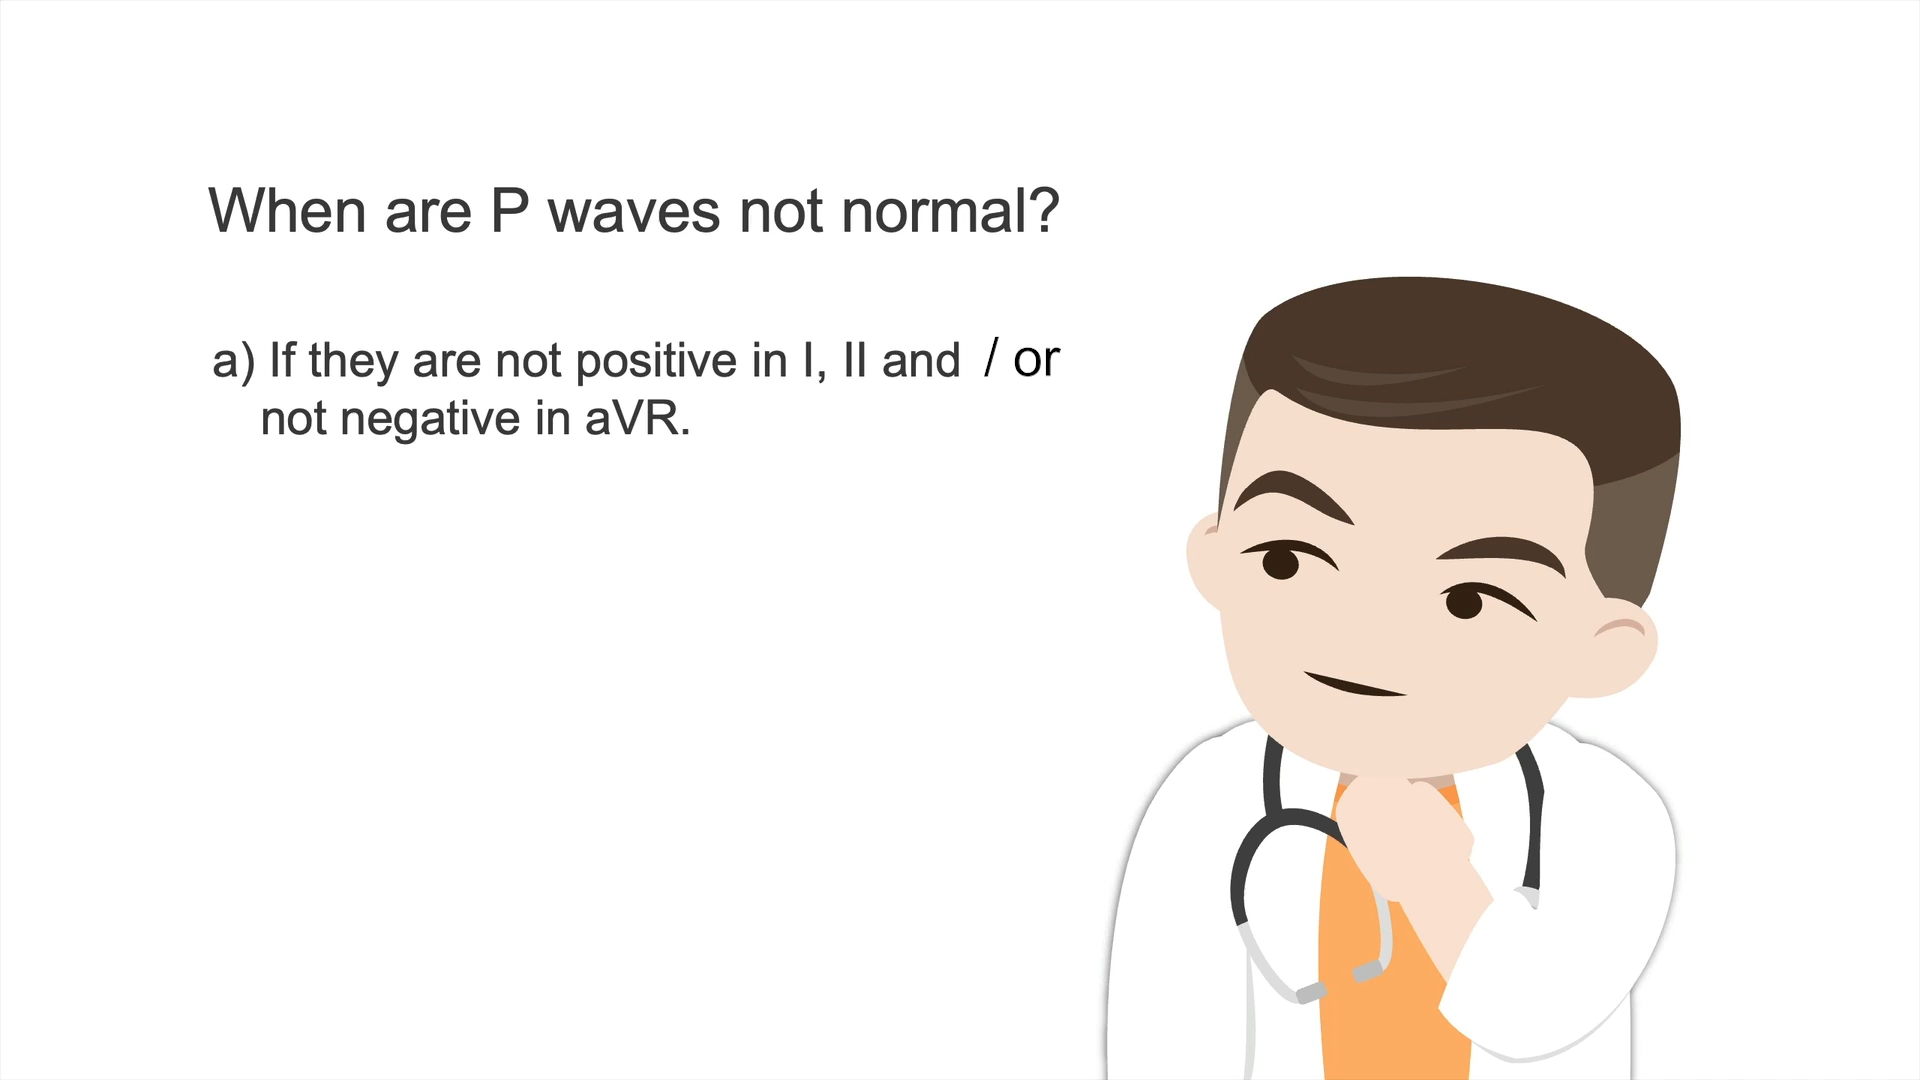 When are P waves not normal?
a) If they are not positive in I, II and / or
not negative in aVR.